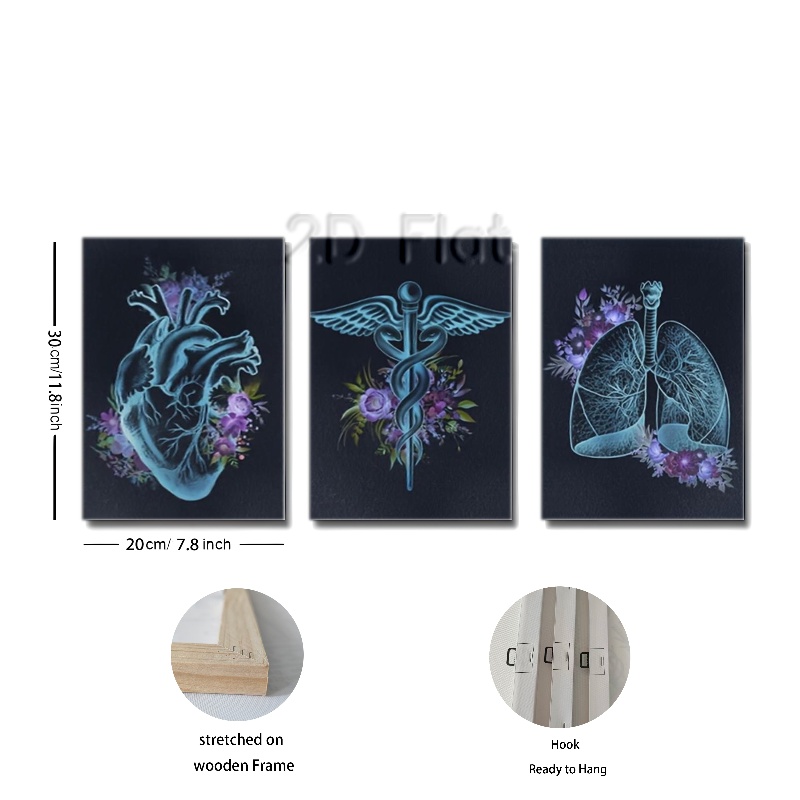 2D Flat
30cm/11.8inch
20cm/ 7.8 inch
stretched on
wooden Frame
Hook
Ready to Hang